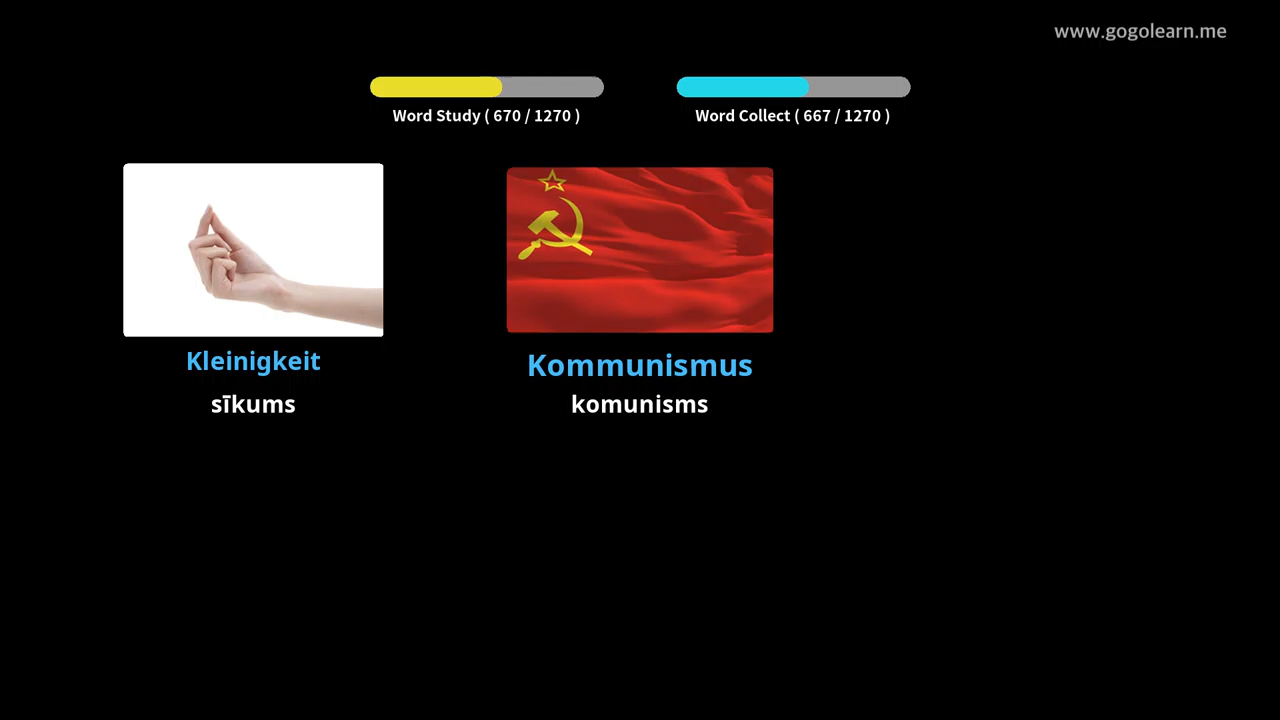 www.gogolearn.me
Word Study ( 670 / 1270 )
Word Collect ( 667 / 1270 )
Kleinigkeit
sīkums
Kommunismus
komunisms